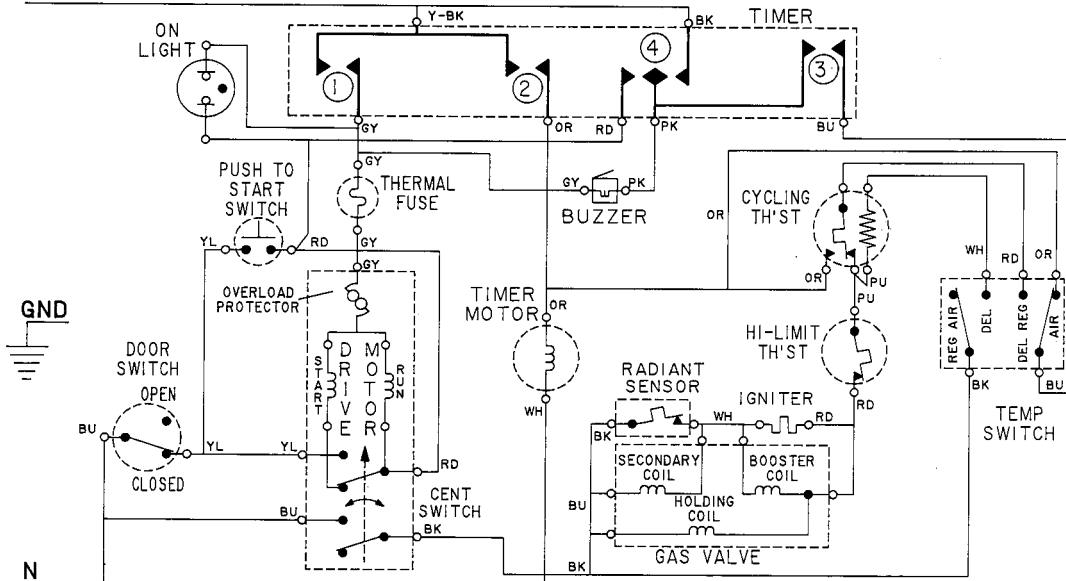 Y-BK
BK
TIMER
ON
LIGHT
1
2
4
3
GY
OR
RD
PK
BU
GY
THERMAL
FUSE
GY
PK
BUZZER
PUSH TO
START
SWITCH
YL
RD
GY
GY
OR
CYCLING
TH'ST
OR
PU
PU
WH
RD
OR
OVERLOAD
PROTECTOR
TIMER
MOTOR
OR
HI-LIMIT
TH'ST
REG AIR
DEL
DEL REG
AIR
GND
DOOR
SWITCH
OPEN
START
DRIVE
MOTOR
RUN
WH
RADIANT
SENSOR
IGNITER
RD
BK
BU
TEMP
SWITCH
BK
WH
RD
BU
YL
YL
CLOSED
RD
SECONDARY
COIL
BOOSTER
COIL
CENT
SWITCH
BU
BU
HOLDING
COIL
BK
GAS VALVE
BK
N